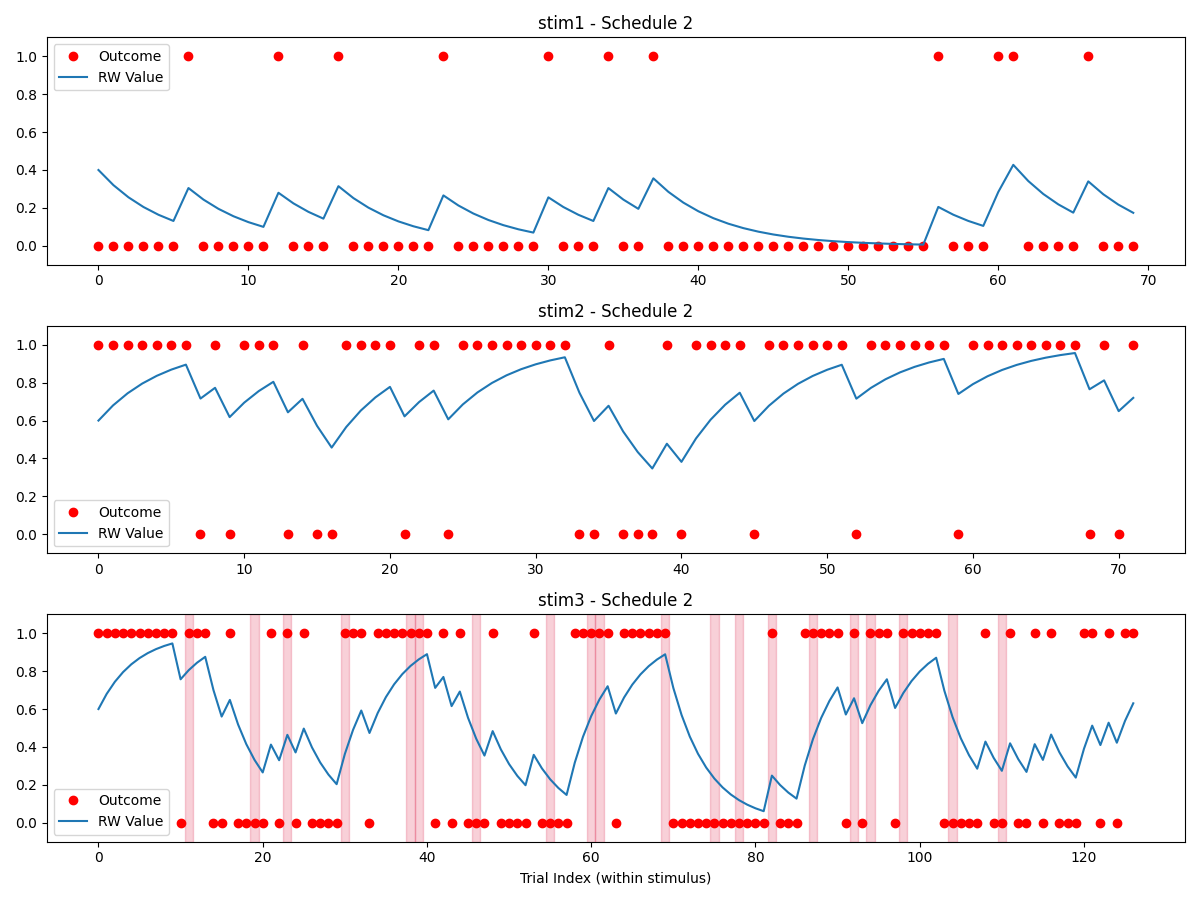 stim1 - Schedule 2
1.0
0.8
0.6
0.4
0.2
0.0
Outcome
RW Value
0 10 20 30 40 50 60 70
stim2 - Schedule 2
1.0
0.8
0.6
0.4
0.2
0.0
Outcome
RW Value
0 10 20 30 40 50 60 70
stim3 - Schedule 2
1.0
0.8
0.6
0.4
0.2
0.0
Outcome
RW Value
0 20 40 60 80 100 120
Trial Index (within stimulus)